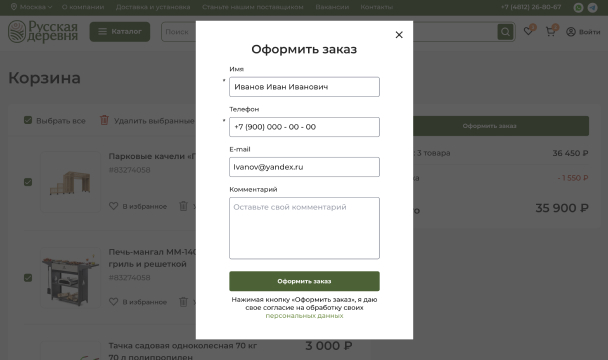 Москва
О компании
Доставка и установка
Станьте нашим поставщиком
Вакансии
Контакты
+7 (4812) 26-80-67
Русская
деревня
Каталог
Поиск
Войти
Корзина
Выбрать все
Удалить выбранные
Парковые качели «
#83274058
В избранное
Печь-мангал ММ-140
гриль и решеткой
#83274058
В избранное
Тачка садовая одноколесная 70 кг
70 л полипропилен
3 000 ₽
Оформить заказ
3 товара
36 450 ₽
- 1 550 ₽
35 900 ₽
Оформить заказ
Имя
* Иванов Иван Иванович
Телефон
* +7 (900) 000 - 00 - 00
E-mail
Ivanov@yandex.ru
Комментарий
Оставьте свой комментарий
Оформить заказ
Нажимая кнопку «Оформить заказ», я даю
свое согласие на обработку своих
персональных данных